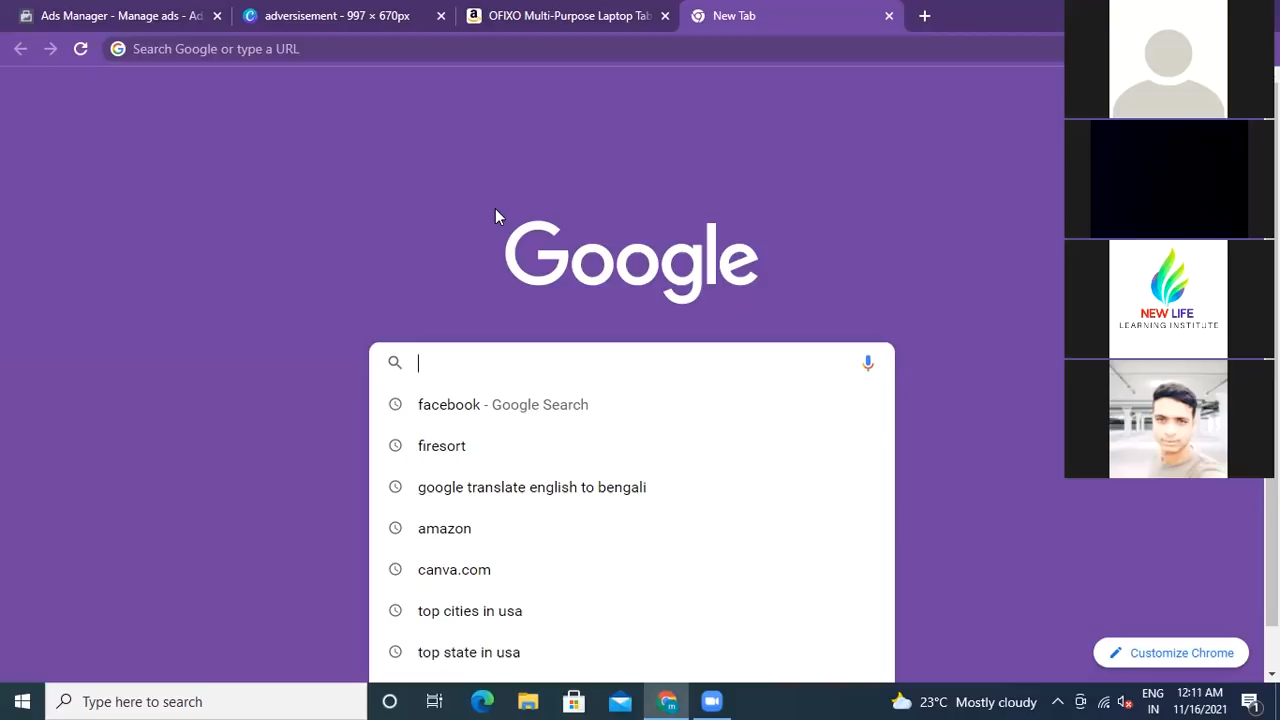 Ads Manager - Manage ads - Ad
adversisement - 997 × 670px
OFIXO Multi-Purpose Laptop Tab
New Tab
Search Google or type a URL
Google
facebook - Google Search
firesort
google translate english to bengali
amazon
canva.com
top cities in usa
top state in usa
NEW LIFE
LEARNING INSTITUTE
Customize Chrome
Type here to search
23°C Mostly cloudy
ENG
IN
12:11 AM
11/16/2021
1